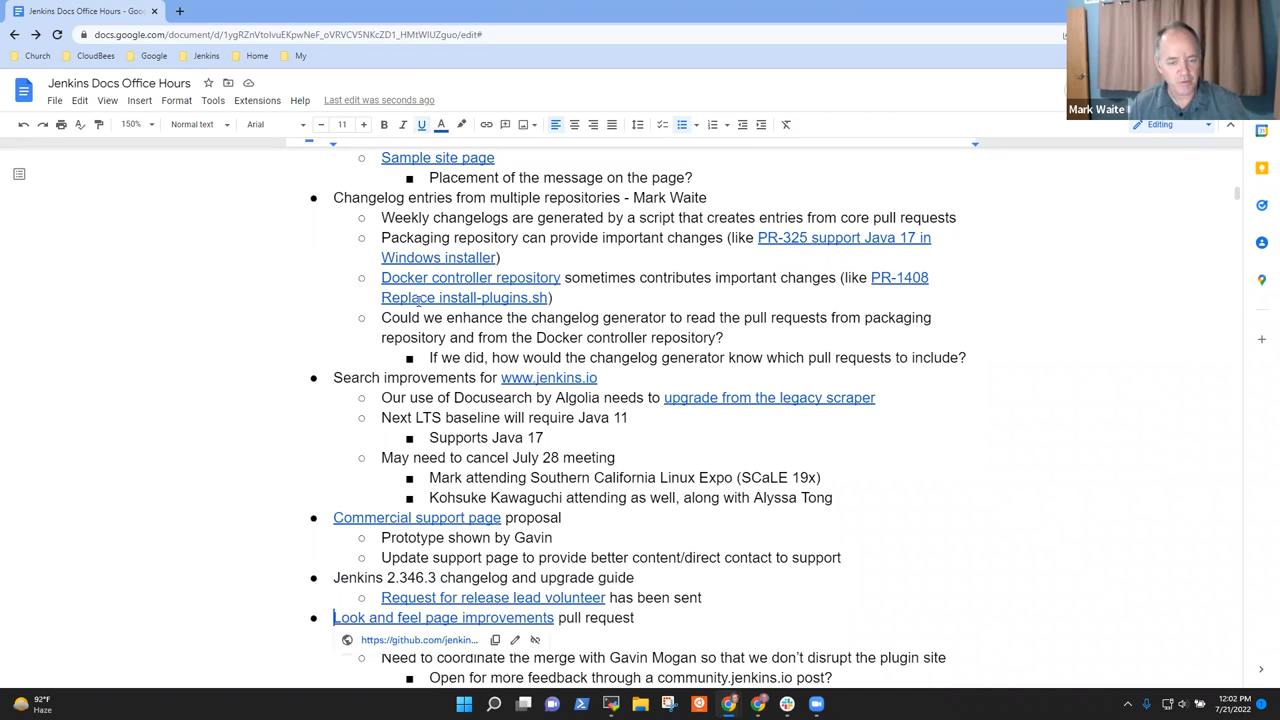 Jenkins Docs Office Hours - Goo
docs.google.com/document/d/1ygRZnVtoIvuEKpwNeF_oVRVCV5NKcZD1_HMtWIUZguo/edit#
Church CloudBees Google Jenkins Home My
Jenkins Docs Office Hours
File Edit View Insert Format Tools Extensions Help Last edit was seconds ago
150% Normal text Arial 11 Editing
Mark Waite
Sample site page
Placement of the message on the page?
Changelog entries from multiple repositories - Mark Waite
Weekly changelogs are generated by a script that creates entries from core pull requests
Packaging repository can provide important changes (like PR-325 support Java 17 in
Windows installer)
Docker controller repository sometimes contributes important changes (like PR-1408
Replace install-plugins.sh)
Could we enhance the changelog generator to read the pull requests from packaging
repository and from the Docker controller repository?
If we did, how would the changelog generator know which pull requests to include?
Search improvements for www.jenkins.io
Our use of Docusearch by Algolia needs to upgrade from the legacy scraper
Next LTS baseline will require Java 11
Supports Java 17
May need to cancel July 28 meeting
Mark attending Southern California Linux Expo (SCaLE 19x)
Kohsuke Kawaguchi attending as well, along with Alyssa Tong
Commercial support page proposal
Prototype shown by Gavin
Update support page to provide better content/direct contact to support
Jenkins 2.346.3 changelog and upgrade guide
Request for release lead volunteer has been sent
Look and feel page improvements pull request
https://github.com/jenkin...
Need to coordinate the merge with Gavin Mogan so that we don't disrupt the plugin site
Open for more feedback through a community.jenkins.io post?
92°F
Haze
12:02 PM
7/21/2022